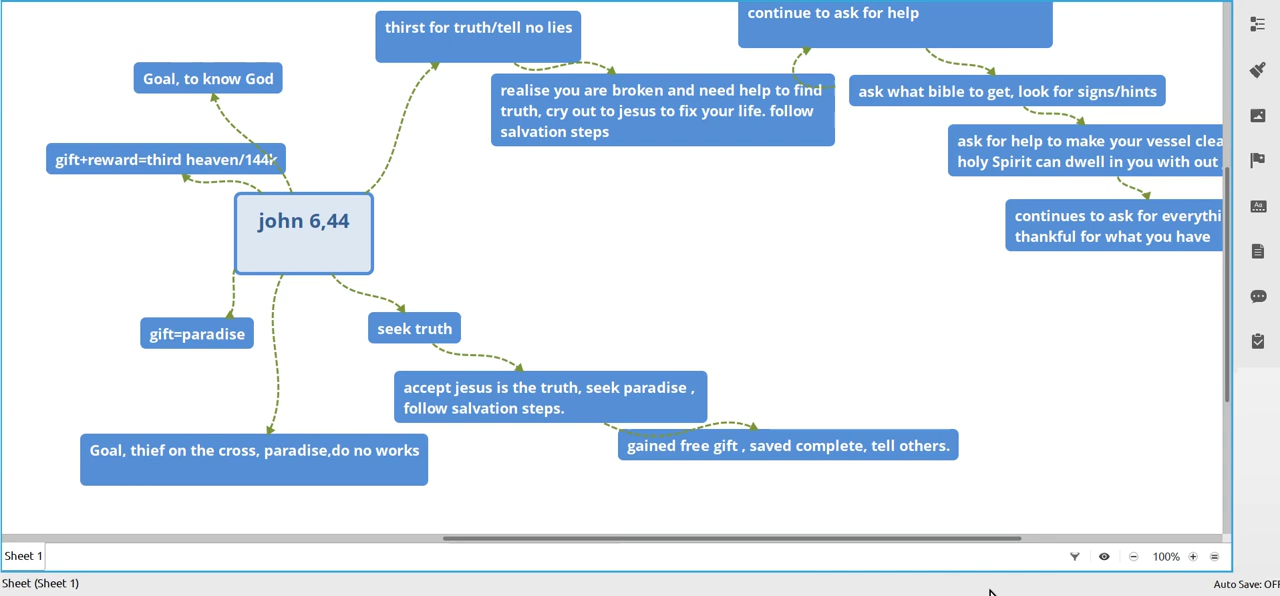 thirst for truth/tell no lies
continue to ask for help
Goal, to know God
realise you are broken and need help to find
truth, cry out to jesus to fix your life. follow
salvation steps
ask what bible to get, look for signs/hints
gift+reward=third heaven/144k
ask for help to make your vessel clea
holy Spirit can dwell in you with out
john 6,44
continues to ask for everythi
thankful for what you have
gift=paradise
seek truth
accept jesus is the truth, seek paradise ,
follow salvation steps.
Goal, thief on the cross, paradise,do no works
gained free gift , saved complete, tell others.
Sheet 1
100%
Sheet (Sheet 1)
Auto Save: OFF
Aa